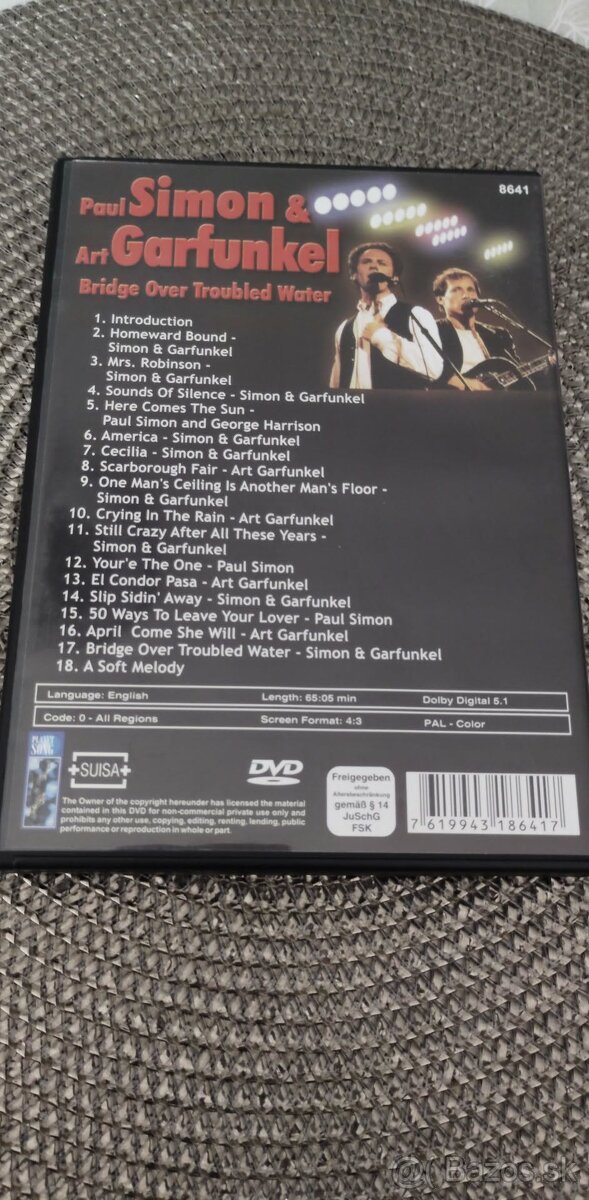 8641
Paul Simon &
Art Garfunkel
Bridge Over Troubled Water
1. Introduction
2. Homeward Bound -
Simon & Garfunkel
3. Mrs. Robinson -
Simon & Garfunkel
4. Sounds Of Silence - Simon & Garfunkel
5. Here Comes The Sun -
Paul Simon and George Harrison
6. America - Simon & Garfunkel
7. Cecilia - Simon & Garfunkel
8. Scarborough Fair - Art Garfunkel
9. One Man's Ceiling Is Another Man's Floor -
Simon & Garfunkel
10. Crying In The Rain - Art Garfunkel
11. Still Crazy After All These Years -
Simon & Garfunkel
12. Your'e The One - Paul Simon
13. El Condor Pasa - Art Garfunkel
14. Slip Sidin' Away - Simon & Garfunkel
15. 50 Ways To Leave Your Lover - Paul Simon
16. April Come She Will - Art Garfunkel
17. Bridge Over Troubled Water - Simon & Garfunkel
18. A Soft Melody
Language: English Length: 65:05 min Dolby Digital 5.1
Code: 0 - All Regions Screen Format: 4:3 PAL - Color
PLANET SONG
SUISA
DVD
VIDEO
The Owner of the copyright hereunder has licensed the material
contained in this DVD for non-commercial private use only and
prohibits any other use, copying, editing, renting, lending, public
performance or reproduction in whole or part.
Freigegeben
ohne
Altersbeschränkung
gemäß § 14
JuSchG
FSK
7 619943 186417
Bazos.sk